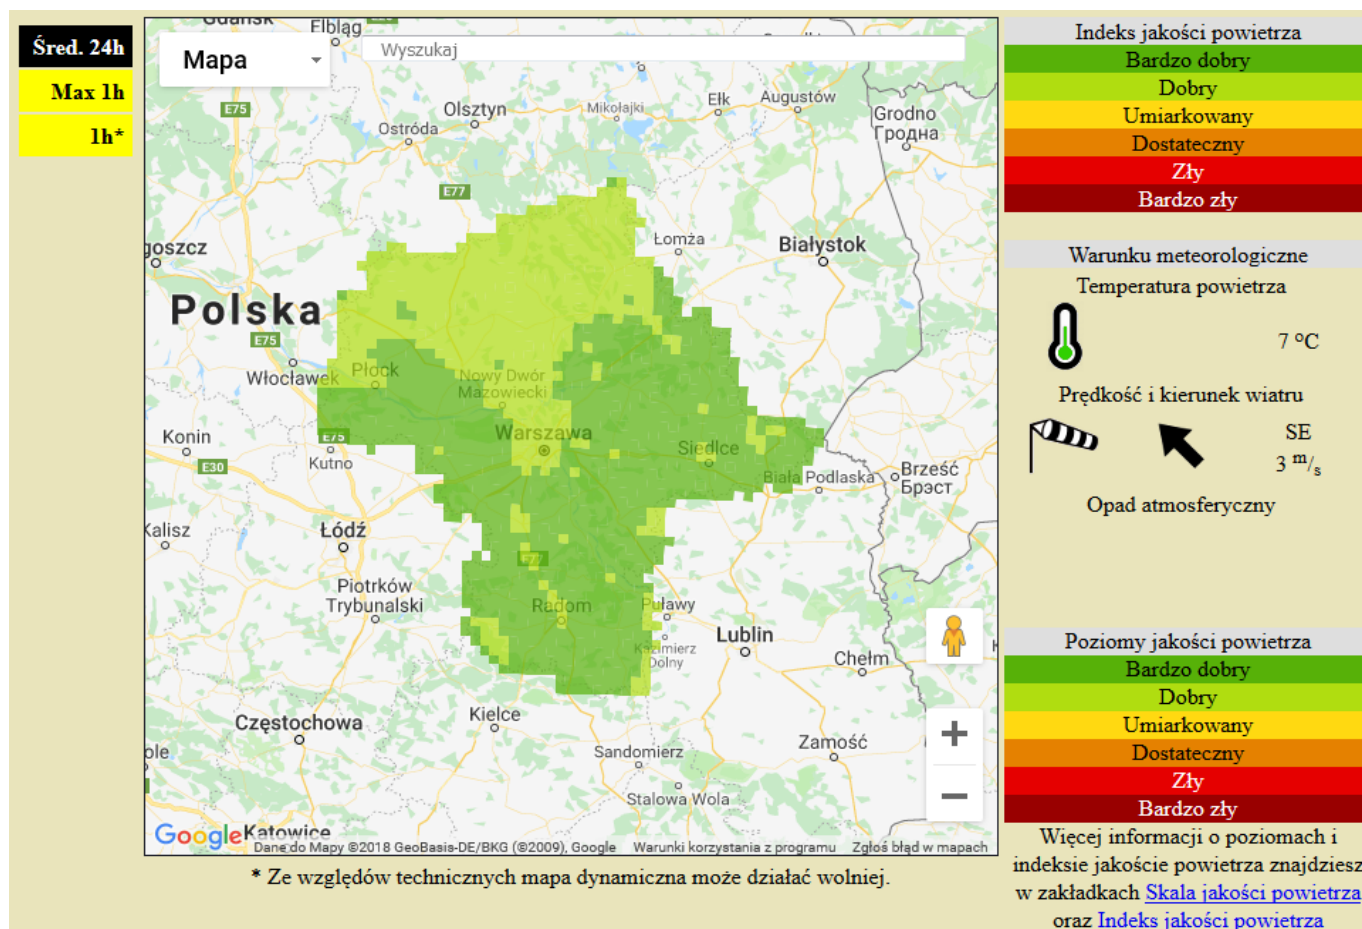 Śred. 24h
Max 1h
1h*
Mapa
Wyszukaj
Gdańsk
Elbląg
E75
Olsztyn
Ostróda
Mikołajki
Ełk
Augustów
Grodno
Гродна
E77
Łomża
Białystok
goszcz
Polska
E75
Włocławek
Płock
Nowy Dwór
Mazowiecki
Warszawa
Siedlce
Biała Podlaska
Brześć
Брэст
Konin
E30
E75
Kutno
Kalisz
Łódź
E77
Piotrków
Trybunalski
Radom
Puławy
Kazimierz
Dolny
Lublin
Chełm
Częstochowa
Kielce
Sandomierz
Zamość
Stalowa Wola
ole
Google
Katowice
Dane do Mapy ©2018 GeoBasis-DE/BKG (©2009), Google Warunki korzystania z programu Zgłoś błąd w mapach
* Ze względów technicznych mapa dynamiczna może działać wolniej.
Indeks jakości powietrza
Bardzo dobry
Dobry
Umiarkowany
Dostateczny
Zły
Bardzo zły
Warunku meteorologiczne
Temperatura powietrza
7 °C
Prędkość i kierunek wiatru
SE
3 m/s
Opad atmosferyczny
Poziomy jakości powietrza
Bardzo dobry
Dobry
Umiarkowany
Dostateczny
Zły
Bardzo zły
Więcej informacji o poziomach i
indeksie jakoście powietrza znajdziesz
w zakładkach Skala jakości powietrza
oraz Indeks jakości powietrza